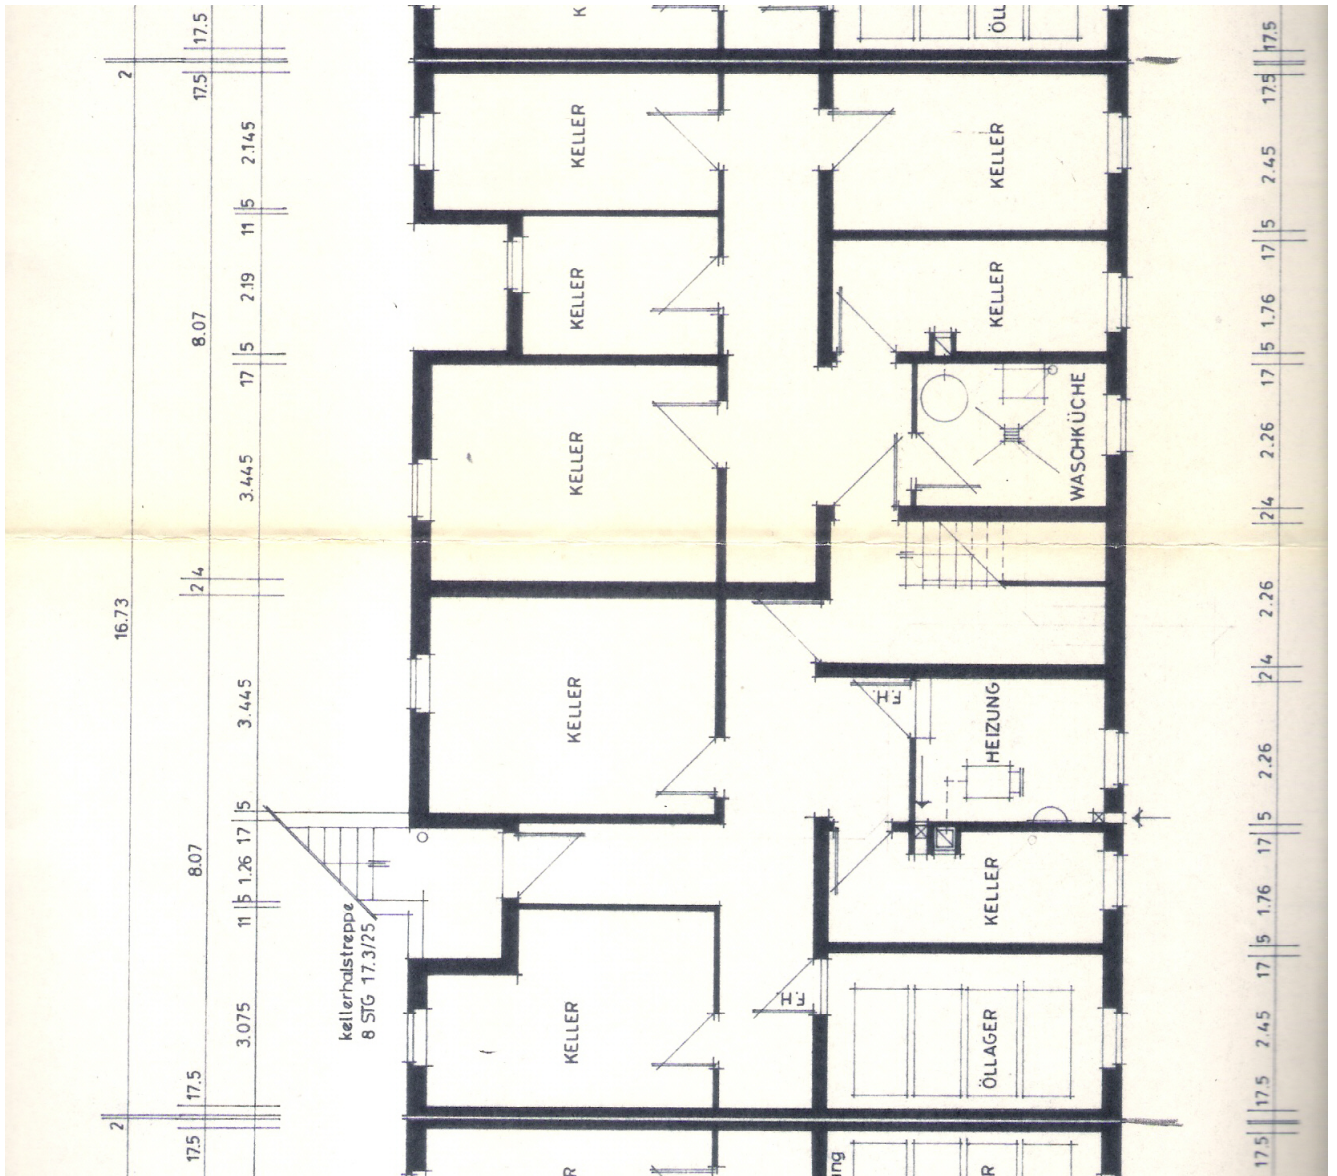 17.5
2
17.5
2.145
11 5
2.19
8.07
17 5
3.445
2 4
16.73
3.445
17 5
8.07
1.26
11 5
3.075
17.5
2
17.5
kellerhalstreppe
8 STG 17.3/25
K
KELLER
KELLER
KELLER
KELLER
KELLER
R
ÖLL
KELLER
KELLER
WASCHKÜCHE
F.H.
HEIZUNG
KELLER
F.H.
ÖLLAGER
ng
R
17.5
17.5
2.45
17 5
1.76
17 5
2.26
2 4
2.26
2 4
2.26
17 5
1.76
17 5
2.45
17.5
17.5